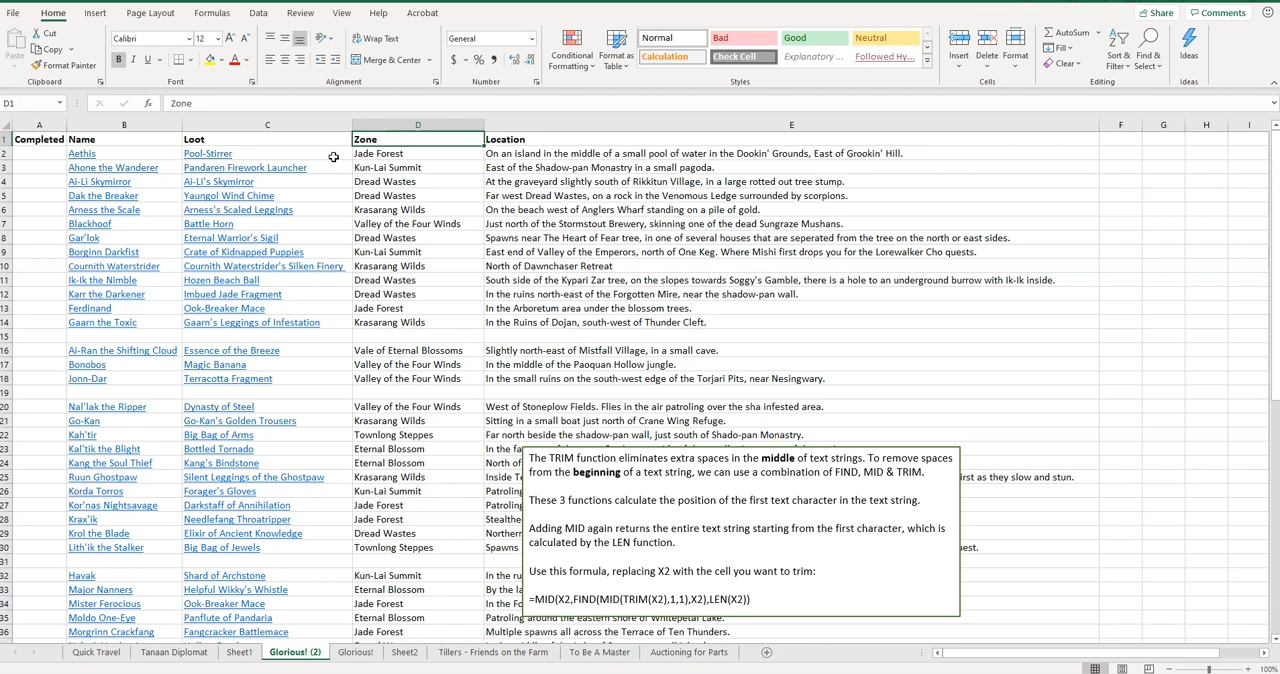 File Home Insert Page Layout Formulas Data Review View Help Acrobat Share Comments
Cut
Copy
Format Painter
Paste
Clipboard
Calibri 12
B I U
Font
Wrap Text
Merge & Center
Alignment
General
$ % ,
Number
Conditional Formatting
Format as Table
Normal Bad Good Neutral
Calculation Check Cell Explanatory ... Followed Hy...
Styles
Insert Delete Format
Cells
AutoSum
Fill
Clear
Sort & Filter
Find & Select
Editing
Ideas
Ideas
D1 fx Zone
A B C D E F G H I
1 Completed Name Loot Zone Location
2 Aethis Pool-Stirrer Jade Forest On an island in the middle of a small pool of water in the Dookin' Grounds, East of Grookin' Hill.
3 Ahone the Wanderer Pandaren Firework Launcher Kun-Lai Summit East of the Shadow-pan Monastry in a small pagoda.
4 Ai-Li Skymirror Ai-Li's Skymirror Dread Wastes At the graveyard slightly south of Rikkitun Village, in a large rotted out tree stump.
5 Dak the Breaker Yaungol Wind Chime Dread Wastes Far west Dread Wastes, on a rock in the Venomous Ledge surrounded by scorpions.
6 Arness the Scale Arness's Scaled Leggings Krasarang Wilds On the beach west of Anglers Wharf standing on a pile of gold.
7 Blackhoof Battle Horn Valley of the Four Winds Just north of the Stormstout Brewery, skinning one of the dead Sungraze Mushans.
8 Gar'lok Eternal Warrior's Sigil Dread Wastes Spawns near The Heart of Fear tree, in one of several houses that are seperated from the tree on the north or east sides.
9 Borginn Darkfist Crate of Kidnapped Puppies Kun-Lai Summit East end of Valley of the Emperors, north of One Keg. Where Mishi first drops you for the Lorewalker Cho quests.
10 Cournith Waterstrider Cournith Waterstrider's Silken Finery Krasarang Wilds North of Dawnchaser Retreat
11 Ik-Ik the Nimble Hozen Beach Ball Dread Wastes South side of the Kypari Zar tree, on the slopes towards Soggy's Gamble, there is a hole to an underground burrow with Ik-Ik inside.
12 Karr the Darkener Imbued Jade Fragment Dread Wastes In the ruins north-east of the Forgotten Mire, near the shadow-pan wall.
13 Ferdinand Ook-Breaker Mace Jade Forest In the Arboretum area under the blossom trees.
14 Gaarn the Toxic Gaarn's Leggings of Infestation Krasarang Wilds In the Ruins of Dojan, south-west of Thunder Cleft.
15
16 Ai-Ran the Shifting Cloud Essence of the Breeze Vale of Eternal Blossoms Slightly north-east of Mistfall Village, in a small cave.
17 Bonobos Magic Banana Valley of the Four Winds In the middle of the Paoquan Hollow jungle.
18 Jonn-Dar Terracotta Fragment Valley of the Four Winds In the small ruins on the south-west edge of the Torjari Pits, near Nesingwary.
19
20 Nal'lak the Ripper Dynasty of Steel Valley of the Four Winds West of Stoneplow Fields. Flies in the air patroling over the sha infested area.
21 Go-Kan Go-Kan's Golden Trousers Krasarang Wilds Sitting in a small boat just north of Crane Wing Refuge.
22 Kah'tir Big Bag of Arms Townlong Steppes Far north beside the shadow-pan wall, just south of Shado-pan Monastry.
23 Kal'tik the Blight Bottled Tornado Eternal Blossom In the fa
24 Kang the Soul Thief Kang's Bindstone Eternal Blossom North of
25 Ruun Ghostpaw Silent Leggings of the Ghostpaw Krasarang Wilds Inside T irst as they slow and stun.
26 Korda Torros Forager's Gloves Kun-Lai Summit Patroling
27 Kor'nas Nightsavage Darkstaff of Annihilation Jade Forest Patroling
28 Krax'ik Needlefang Throatripper Jade Forest Stealthe
29 Krol the Blade Elixir of Ancient Knowledge Dread Wastes Northern
30 Lith'ik the Stalker Big Bag of Jewels Townlong Steppes Spawns uest.
31
32 Havak Shard of Archstone Kun-Lai Summit In the ru
33 Major Nanners Helpful Wikky's Whistle Eternal Blossom By the la
34 Mister Ferocious Ook-Breaker Mace Jade Forest In the Fo
35 Moldo One-Eye Panflute of Pandaria Eternal Blossom Patroling around the eastern shore of Whitepetal Lake.
36 Morgrinn Crackfang Fangcracker Battlemace Jade Forest Multiple spawns all across the Terrace of Ten Thunders.
The TRIM function eliminates extra spaces in the middle of text strings. To remove spaces
from the beginning of a text string, we can use a combination of FIND, MID & TRIM.
These 3 functions calculate the position of the first text character in the text string.
Adding MID again returns the entire text string starting from the first character, which is
calculated by the LEN function.
Use this formula, replacing X2 with the cell you want to trim:
=MID(X2,FIND(MID(TRIM(X2),1,1),X2),LEN(X2))
Quick Travel Tanaan Diplomat Sheet1 Glorious! (2) Glorious! Sheet2 Tillers - Friends on the Farm To Be A Master Auctioning for Parts
100%